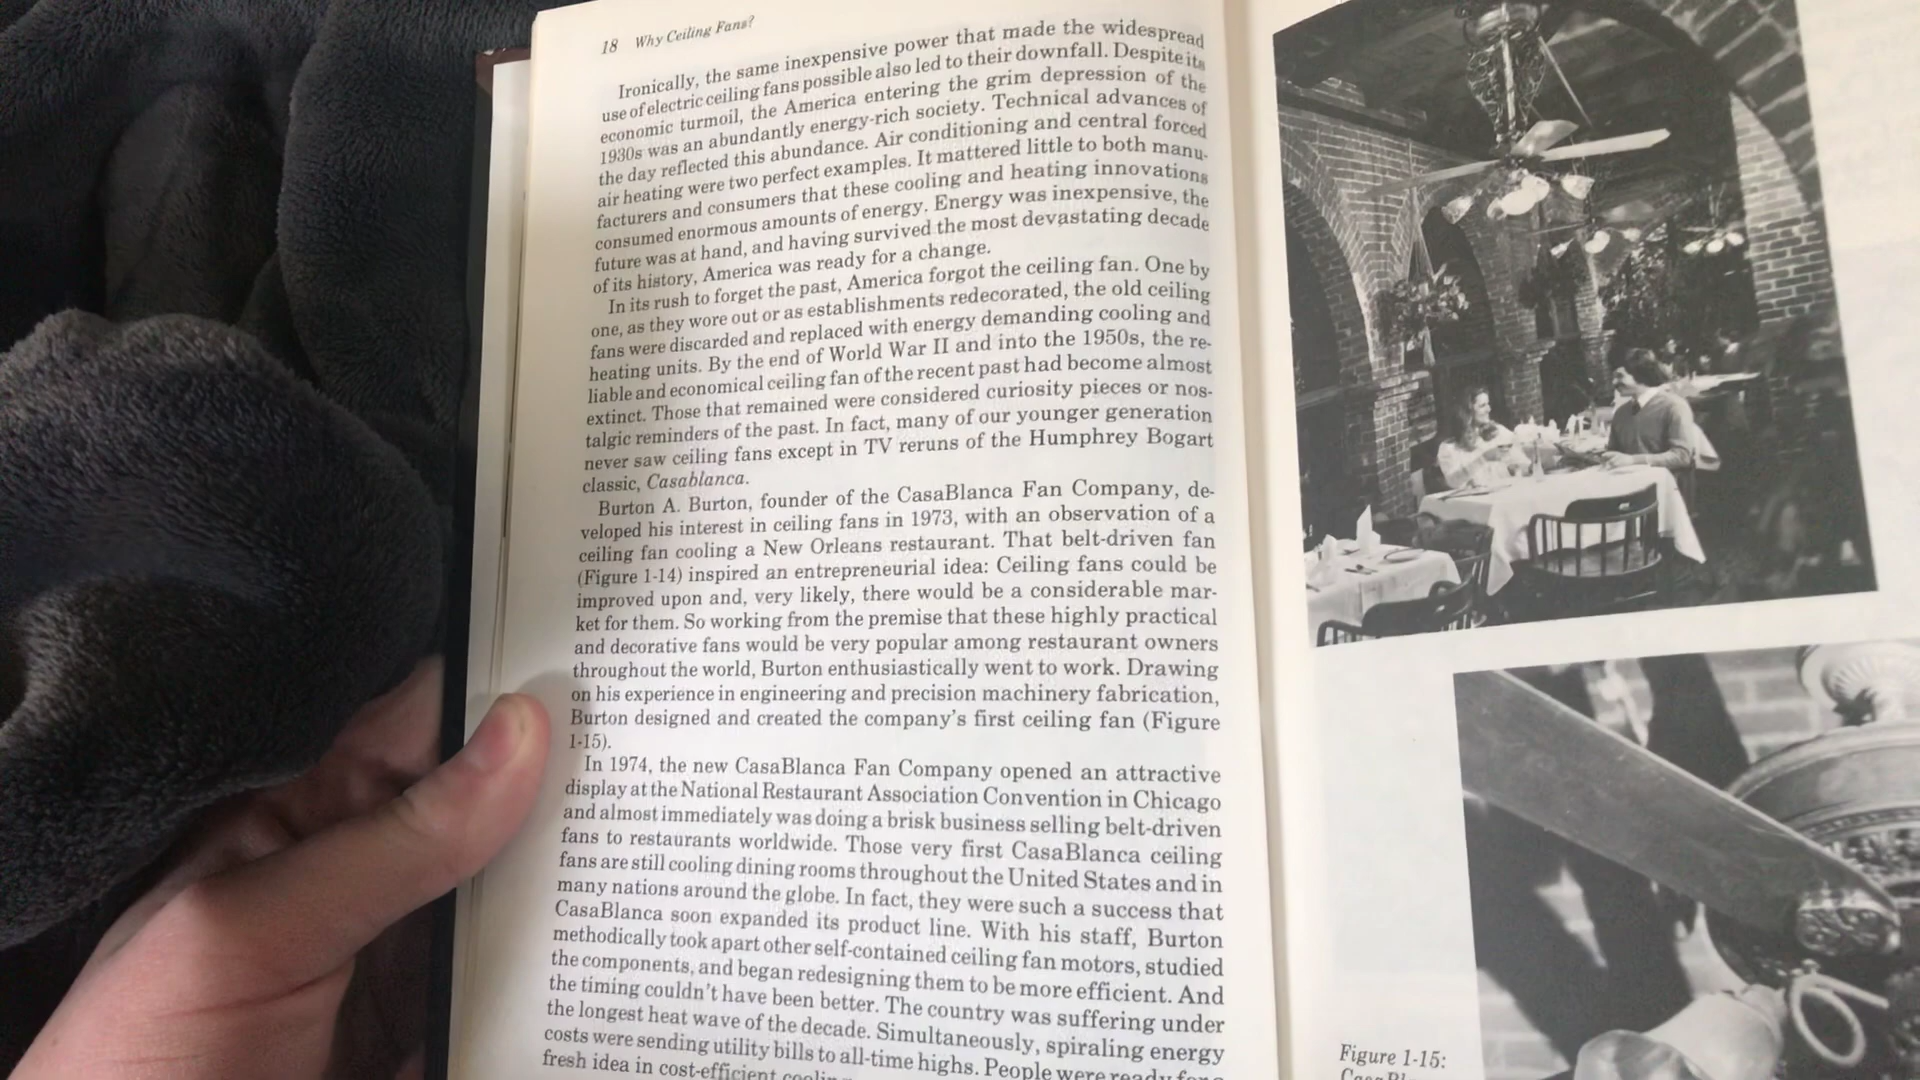 18 Why Ceiling Fans?
Ironically, the same inexpensive power that made the widespread
use of electric ceiling fans possible also led to their downfall. Despite its
economic turmoil, the America entering the grim depression of the
1930s was an abundantly energy-rich society. Technical advances of
the day reflected this abundance. Air conditioning and central forced
air heating were two perfect examples. It mattered little to both manu-
facturers and consumers that these cooling and heating innovations
consumed enormous amounts of energy. Energy was inexpensive, the
future was at hand, and having survived the most devastating decade
of its history, America was ready for a change.
In its rush to forget the past, America forgot the ceiling fan. One by
one, as they wore out or as establishments redecorated, the old ceiling
fans were discarded and replaced with energy demanding cooling and
heating units. By the end of World War II and into the 1950s, the re-
liable and economical ceiling fan of the recent past had become almost
extinct. Those that remained were considered curiosity pieces or nos-
talgic reminders of the past. In fact, many of our younger generation
never saw ceiling fans except in TV reruns of the Humphrey Bogart
classic, Casablanca.
Burton A. Burton, founder of the CasaBlanca Fan Company, de-
veloped his interest in ceiling fans in 1973, with an observation of a
ceiling fan cooling a New Orleans restaurant. That belt-driven fan
(Figure 1-14) inspired an entrepreneurial idea: Ceiling fans could be
improved upon and, very likely, there would be a considerable mar-
ket for them. So working from the premise that these highly practical
and decorative fans would be very popular among restaurant owners
throughout the world, Burton enthusiastically went to work. Drawing
on his experience in engineering and precision machinery fabrication,
Burton designed and created the company's first ceiling fan (Figure
1-15).
In 1974, the new CasaBlanca Fan Company opened an attractive
display at the National Restaurant Association Convention in Chicago
and almost immediately was doing a brisk business selling belt-driven
fans to restaurants worldwide. Those very first CasaBlanca ceiling
fans are still cooling dining rooms throughout the United States and in
many nations around the globe. In fact, they were such a success that
CasaBlanca soon expanded its product line. With his staff, Burton
methodically took apart other self-contained ceiling fan motors, studied
the components, and began redesigning them to be more efficient. And
the timing couldn't have been better. The country was suffering under
the longest heat wave of the decade. Simultaneously, spiraling energy
costs were sending utility bills to all-time highs. People were ready for a
fresh idea in cost-efficient
Figure 1-15: